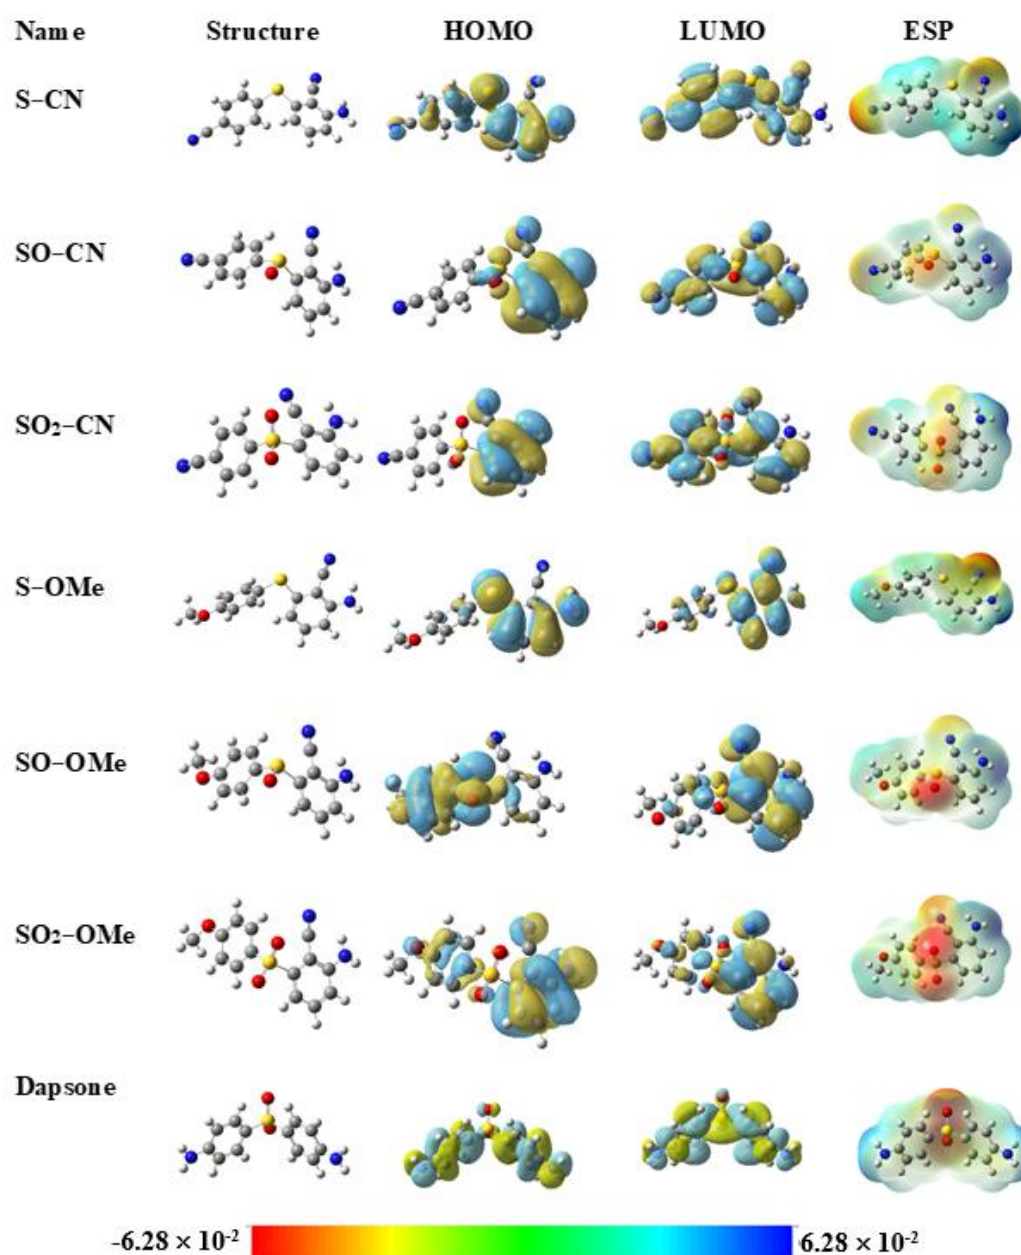 Name Structure HOMO LUMO ESP
S–CN
SO–CN
SO₂–CN
S–OMe
SO–OMe
SO₂–OMe
Dapsone
-6.28 × 10⁻² 6.28 × 10⁻²